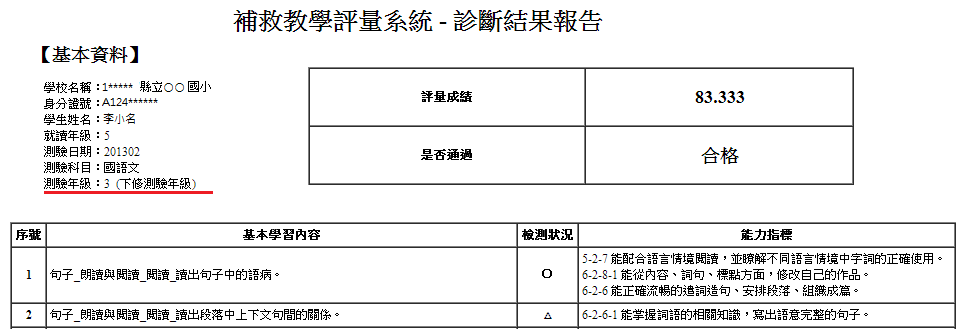 補救教學評量系統 - 診斷結果報告
【基本資料】
學校名稱：1***** 縣立○○國小
身分證號：A124******
學生姓名：李小名
就讀年級：5
測驗日期：201302
測驗科目：國語文
測驗年級：3 (下修測驗年級)
評量成績 83.333
是否通過 合格
序號 基本學習內容 檢測狀況 能力指標
1 句子_朗讀與閱讀_閱讀_讀出句子中的語病。 O 5-2-7 能配合語言情境閱讀，並瞭解不同語言情境中字詞的正確使用。
6-2-8-1 能從內容、詞句、標點方面，修改自己的作品。
6-2-6 能正確流暢的遣詞造句、安排段落、組織成篇。
2 句子_朗讀與閱讀_閱讀_讀出段落中上下文句間的關係。 △ 6-2-6-1 能掌握詞語的相關知識，寫出語意完整的句子。